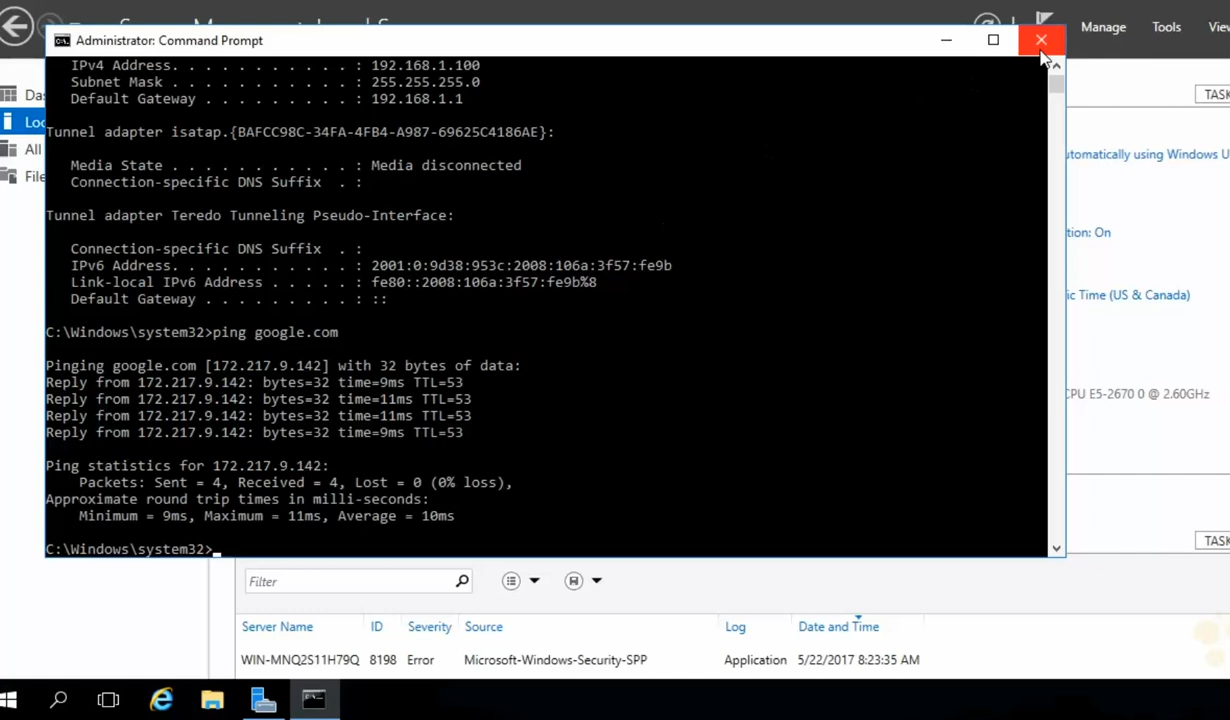 Manage Tools
Administrator: Command Prompt
IPv4 Address. . . . . . . . . . . : 192.168.1.100
Subnet Mask . . . . . . . . . . . : 255.255.255.0
Default Gateway . . . . . . . . . : 192.168.1.1
Tunnel adapter isatap.{BAFCC98C-34FA-4FB4-A987-69625C4186AE}:
Media State . . . . . . . . . . . : Media disconnected
Connection-specific DNS Suffix . :
Tunnel adapter Teredo Tunneling Pseudo-Interface:
Connection-specific DNS Suffix . :
IPv6 Address. . . . . . . . . . . : 2001:0:9d38:953c:2008:106a:3f57:fe9b
Link-local IPv6 Address . . . . . : fe80::2008:106a:3f57:fe9b%8
Default Gateway . . . . . . . . . : ::
C:\Windows\system32>ping google.com
Pinging google.com [172.217.9.142] with 32 bytes of data:
Reply from 172.217.9.142: bytes=32 time=9ms TTL=53
Reply from 172.217.9.142: bytes=32 time=11ms TTL=53
Reply from 172.217.9.142: bytes=32 time=11ms TTL=53
Reply from 172.217.9.142: bytes=32 time=9ms TTL=53
Ping statistics for 172.217.9.142:
Packets: Sent = 4, Received = 4, Lost = 0 (0% loss),
Approximate round trip times in milli-seconds:
Minimum = 9ms, Maximum = 11ms, Average = 10ms
C:\Windows\system32>
All
File
TASK
utomatically using Windows U
tion: On
ic Time (US & Canada)
CPU E5-2670 0 @ 2.60GHz
TASK
Filter
Server Name ID Severity Source Log Date and Time
WIN-MNQ2S11H79Q 8198 Error Microsoft-Windows-Security-SPP Application 5/22/2017 8:23:35 AM